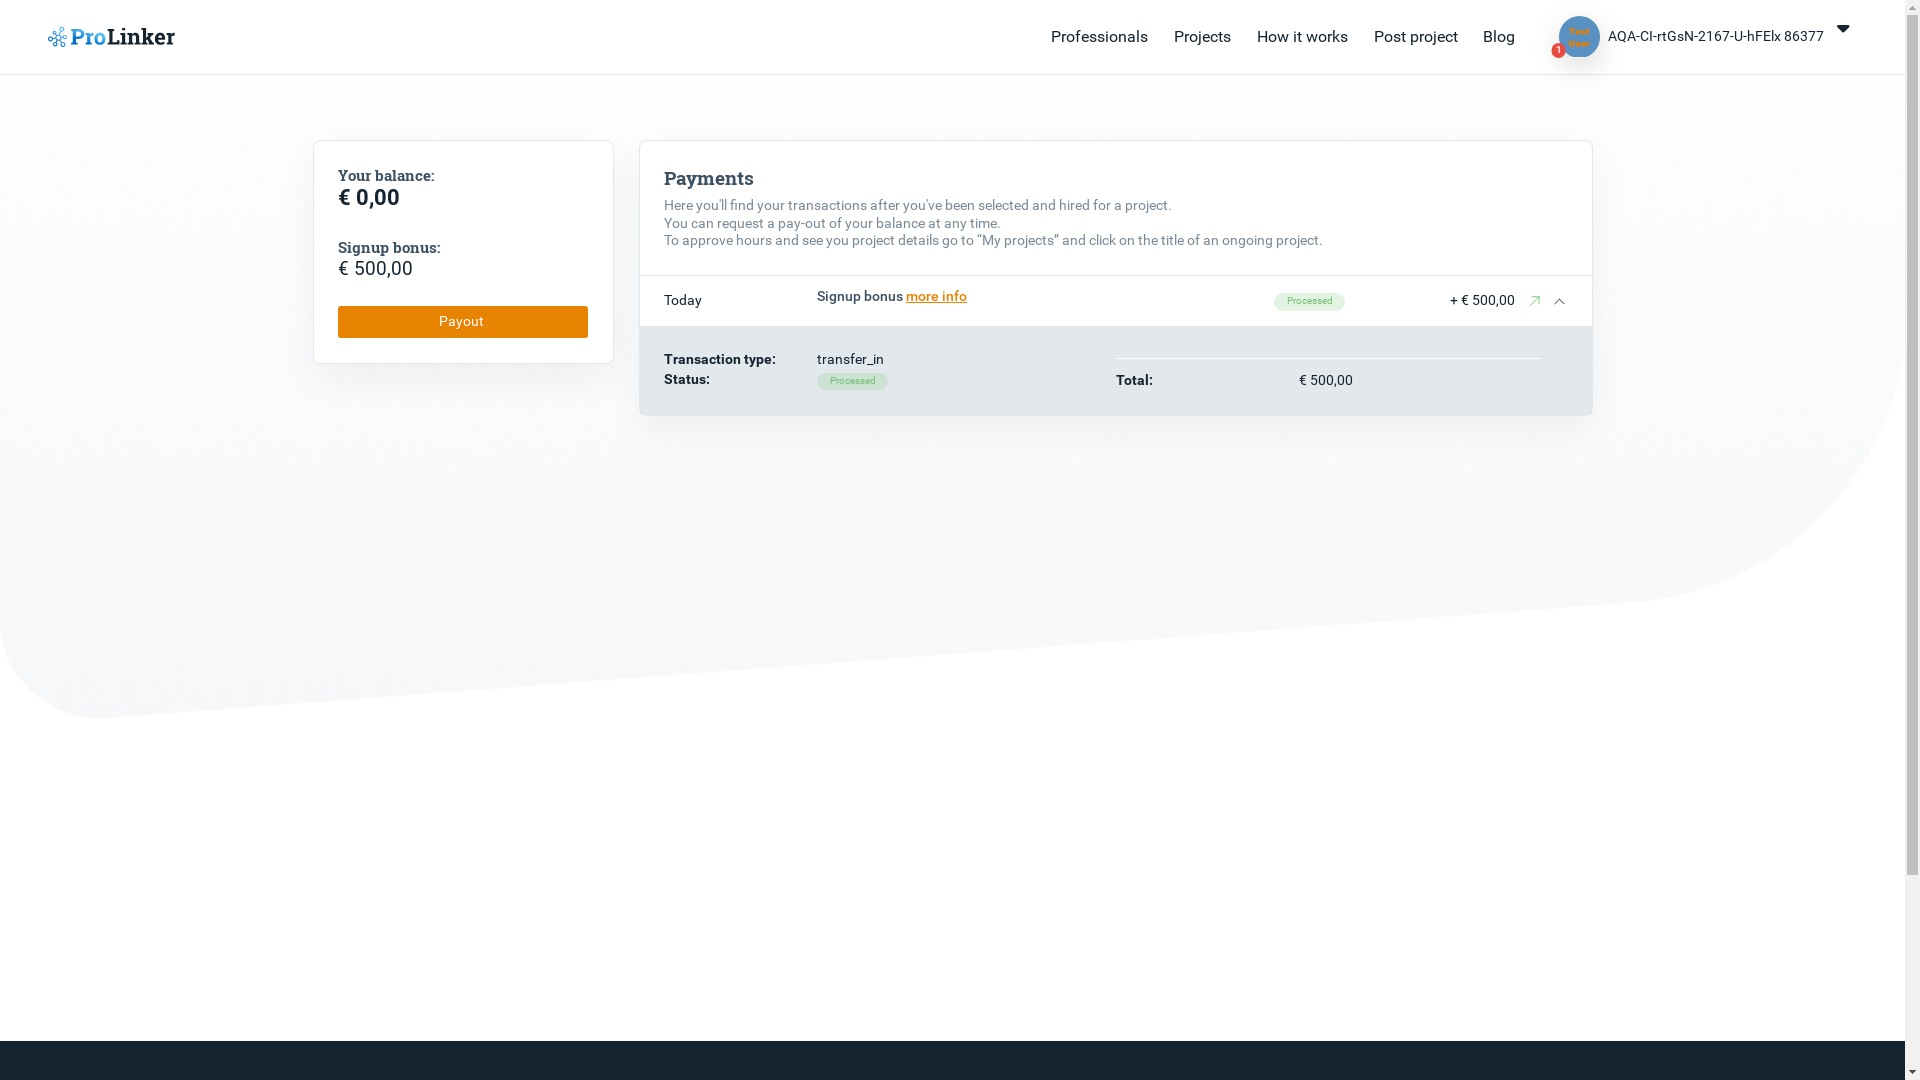 ProLinker
Professionals
Projects
How it works
Post project
Blog
Test
User
1
AQA-CI-rtGsN-2167-U-hFElx 86377
Your balance:
€ 0,00
Signup bonus:
€ 500,00
Payout
Payments
Here you'll find your transactions after you've been selected and hired for a project.
You can request a pay-out of your balance at any time.
To approve hours and see you project details go to “My projects” and click on the title of an ongoing project.
Today
Signup bonus more info
Processed
+ € 500,00
Transaction type:
transfer_in
Status:
Processed
Total:
€ 500,00